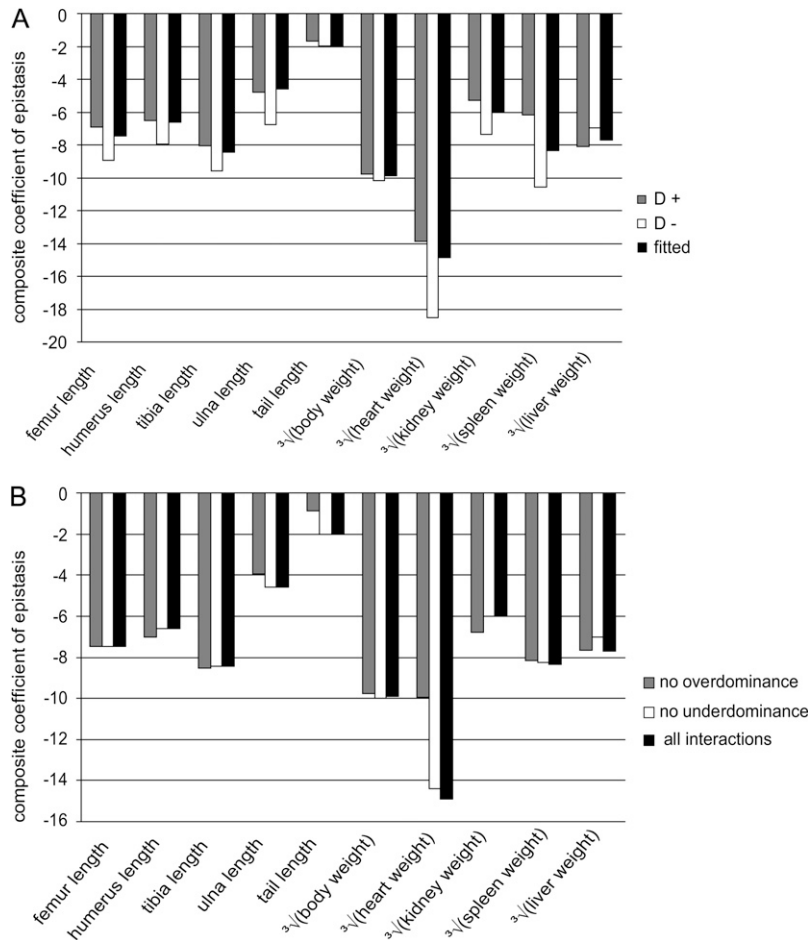 A
composite coefficient of epistasis
0
-2
-4
-6
-8
-10
-12
-14
-16
-18
-20
femur length
humerus length
tibia length
ulna length
tail length
³√(body weight)
³√(heart weight)
³√(kidney weight)
³√(spleen weight)
³√(liver weight)
D +
D -
fitted
B
composite coefficient of epistasis
0
-2
-4
-6
-8
-10
-12
-14
-16
femur length
humerus length
tibia length
ulna length
tail length
³√(body weight)
³√(heart weight)
³√(kidney weight)
³√(spleen weight)
³√(liver weight)
no overdominance
no underdominance
all interactions